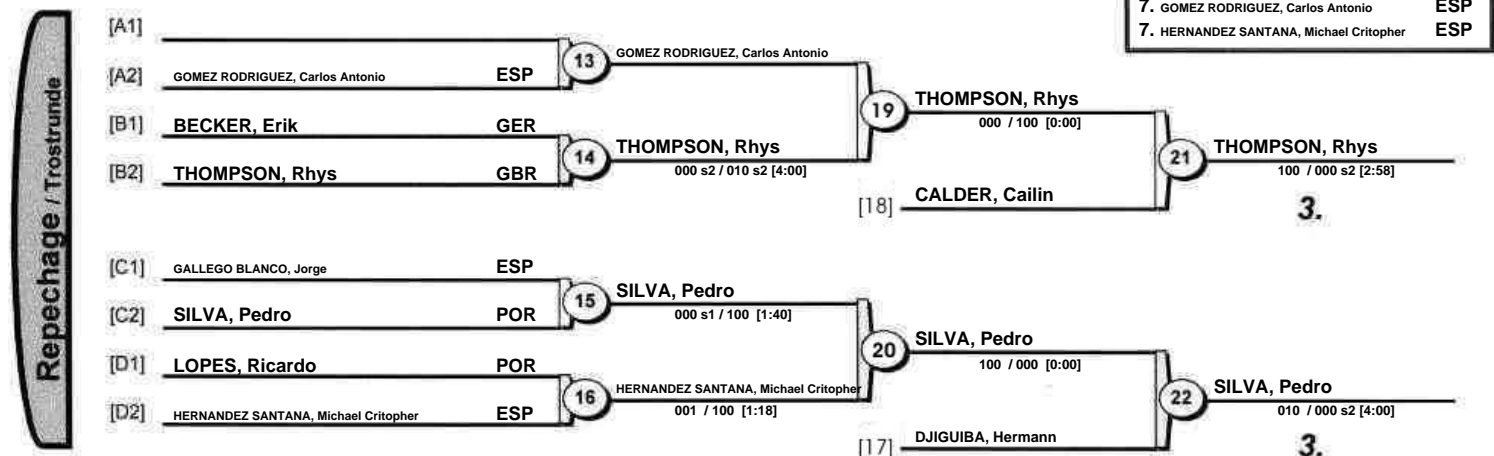 7. GOMEZ RODRIGUEZ, Carlos Antonio ESP
7. HERNANDEZ SANTANA, Michael Critopher ESP
Repechage / Trostrunde
[A1]
[A2] GOMEZ RODRIGUEZ, Carlos Antonio ESP
13 GOMEZ RODRIGUEZ, Carlos Antonio
[B1] BECKER, Erik GER
[B2] THOMPSON, Rhys GBR
14 THOMPSON, Rhys
000 s2 / 010 s2 [4:00]
19 THOMPSON, Rhys
000 / 100 [0:00]
[18] CALDER, Cailin
21 THOMPSON, Rhys
100 / 000 s2 [2:58]
3.
[C1] GALLEGO BLANCO, Jorge ESP
[C2] SILVA, Pedro POR
15 SILVA, Pedro
000 s1 / 100 [1:40]
[D1] LOPES, Ricardo POR
[D2] HERNANDEZ SANTANA, Michael Critopher ESP
16 HERNANDEZ SANTANA, Michael Critopher
001 / 100 [1:18]
20 SILVA, Pedro
100 / 000 [0:00]
[17] DJIGUIBA, Hermann
22 SILVA, Pedro
010 / 000 s2 [4:00]
3.